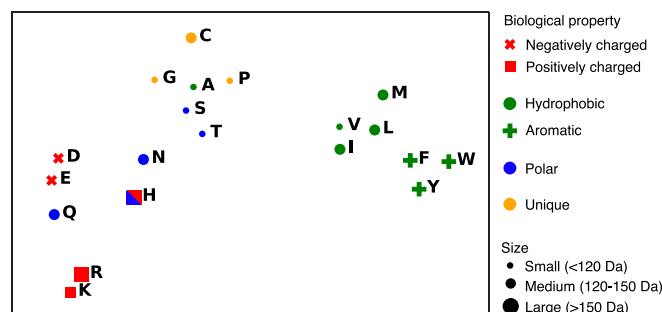 C
G A P
S
T
M
V L
I
F W
Y
D N
E
H
Q
R
K
Biological property
Negatively charged
Positively charged
Hydrophobic
Aromatic
Polar
Unique
Size
Small (<120 Da)
Medium (120-150 Da)
Large (>150 Da)